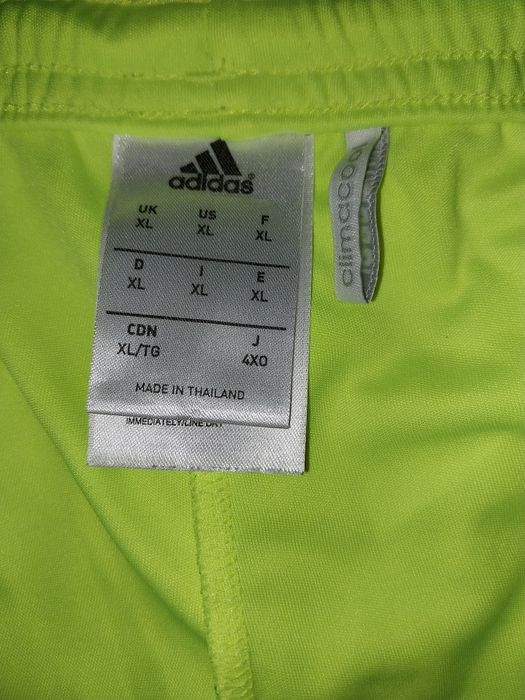 adidas®
UK US F
XL XL XL
D I E
XL XL XL
CDN J
XL/TG 4XO
MADE IN THAILAND
IMMEDIATELY/LINE DRY
climacool